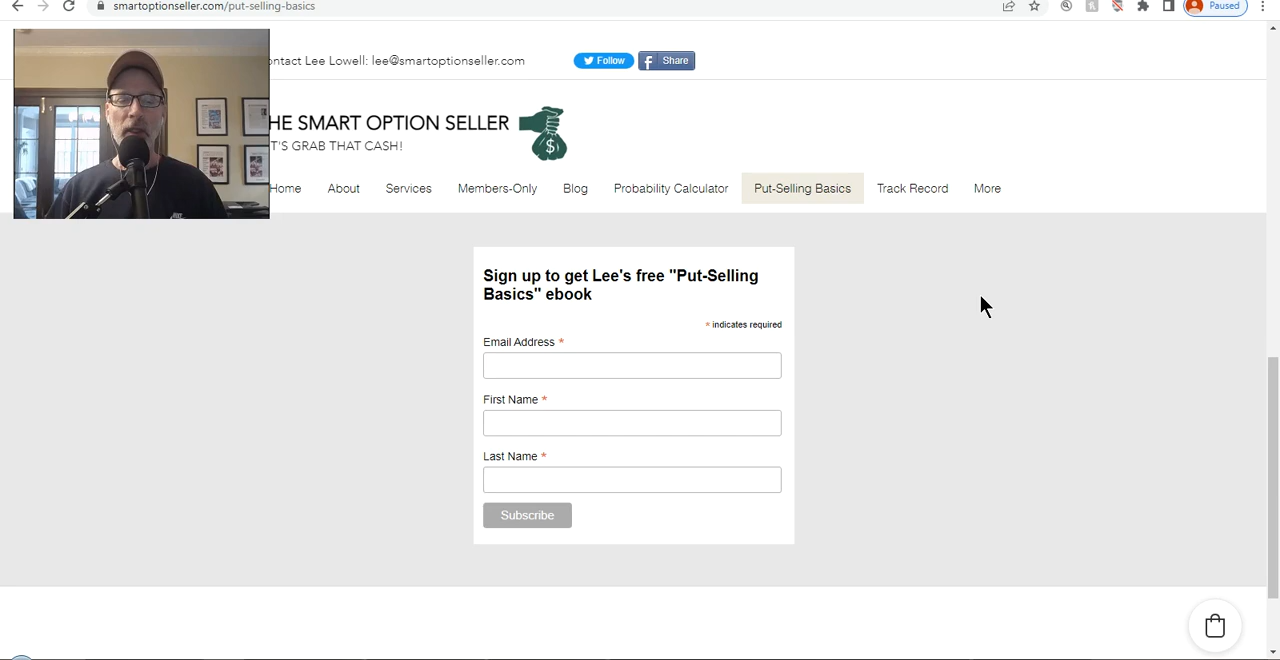 smartoptionseller.com/put-selling-basics
Paused
ontact Lee Lowell: lee@smartoptionseller.com
Follow
Share
HE SMART OPTION SELLER
T'S GRAB THAT CASH!
$
Home
About
Services
Members-Only
Blog
Probability Calculator
Put-Selling Basics
Track Record
More
Sign up to get Lee's free "Put-Selling
Basics" ebook
* indicates required
Email Address *
First Name *
Last Name *
Subscribe